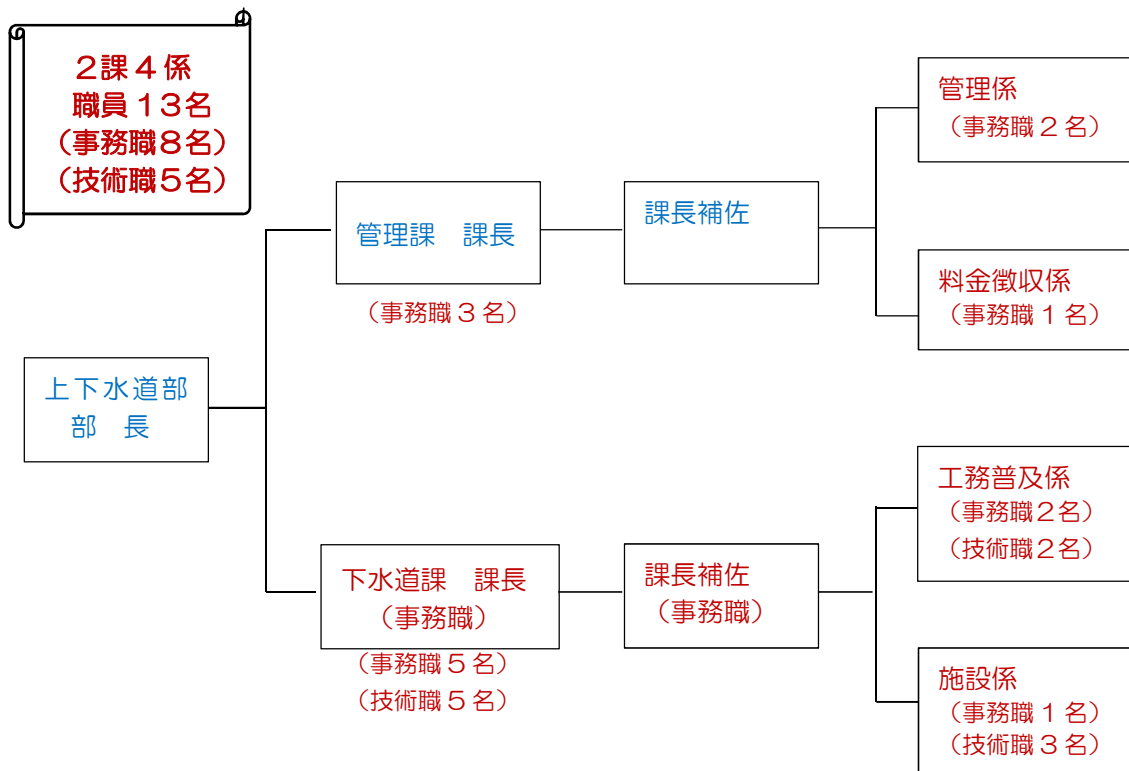 2課4係
職員13名
(事務職8名)
(技術職5名)
上下水道部
部 長
管理課 課長
(事務職3名)
課長補佐
管理係
(事務職2名)
料金徴収係
(事務職1名)
下水道課 課長
(事務職)
(事務職5名)
(技術職5名)
課長補佐
(事務職)
工務普及係
(事務職2名)
(技術職2名)
施設係
(事務職1名)
(技術職3名)